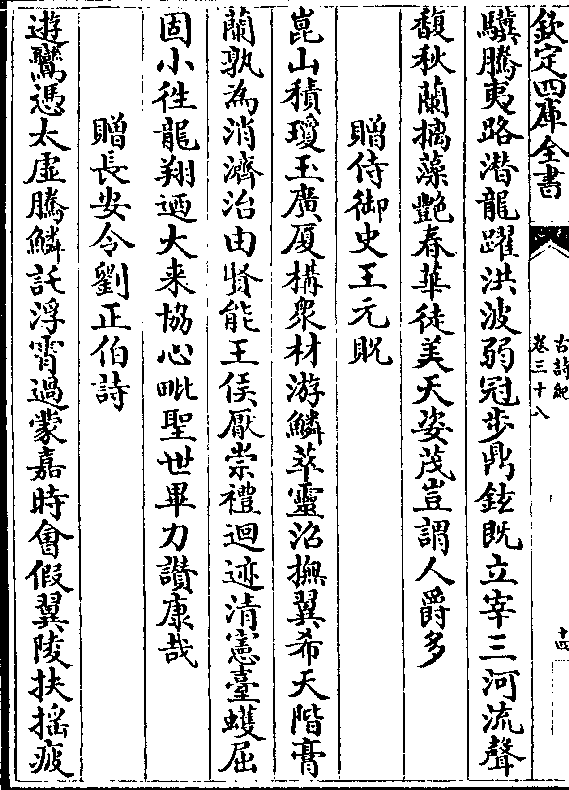 欽定四庫全書
古詩紀
卷三十八
十四
驥騰夷路潛龍躍洪波弱冠步鼎鉉既立宰三河流聲
馥秋蘭摛藻艷春華徒美天姿茂豈謂人爵多
贈侍御史王元貺
崑山積瓊玉廣厦構衆材游鱗萃靈沼撫翼希天階膏
蘭孰為消濟治由賢能王侯厭崇禮迴迹清憲臺蠖屈
固小往龍翔迺大来協心毗聖世畢力讚康哉
贈長安令劉正伯詩
遊鸞憑太虛騰鱗託浮霄過蒙嘉時會假翼陵扶搖疲